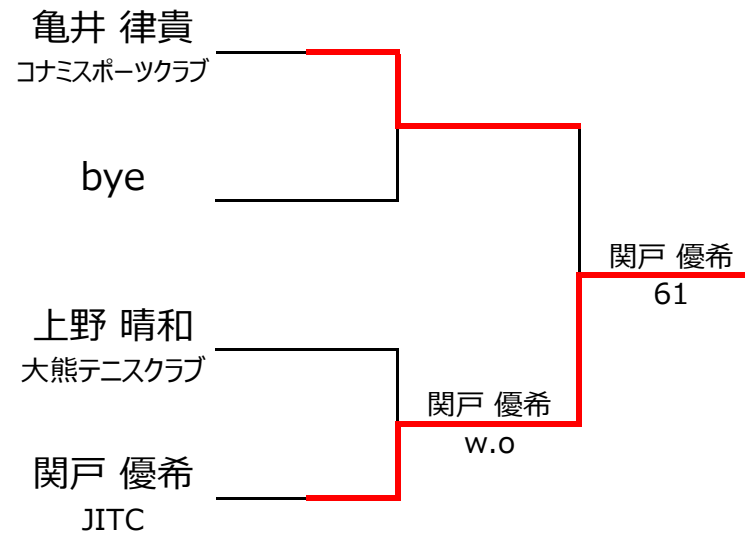 亀井 律貴
コナミスポーツクラブ
bye
関戸 優希
61
上野 晴和
大熊テニスクラブ
関戸 優希
w.o
関戸 優希
JITC